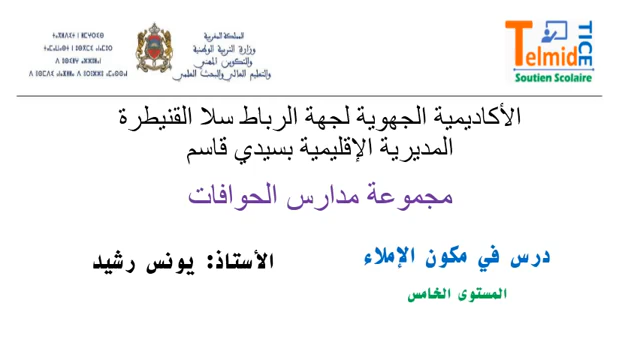 المملكة المغربية
وزارة التربية الوطنية
والتكوين المهني
والتعليم العالي والبحث العلمي
Telmid TICE
Soutien Scolaire
الأكاديمية الجهوية لجهة الرباط سلا القنيطرة
المديرية الإقليمية بسيدي قاسم
مجموعة مدارس الحوافات
درس في مكون الإملاء
الأستاذ: يونس رشيد
المستوى الخامس